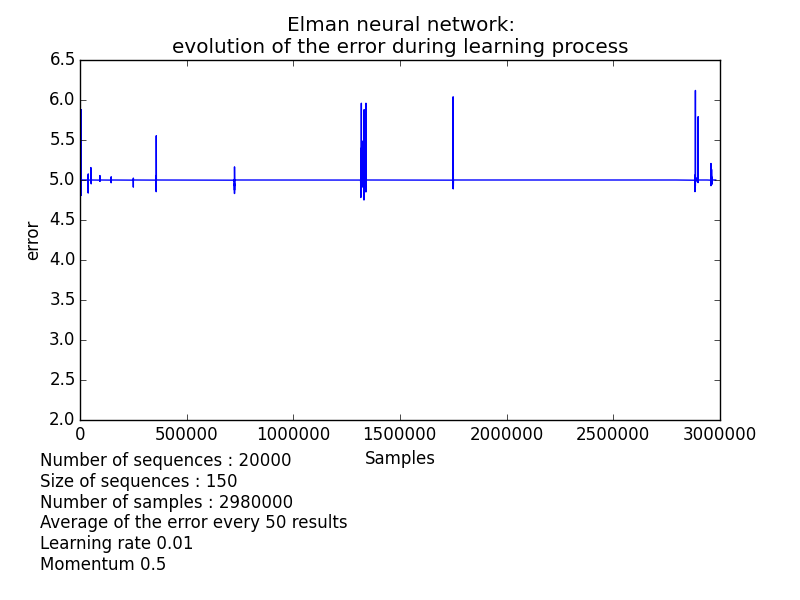 Elman neural network:
evolution of the error during learning process
6.5
6.0
5.5
5.0
4.5
4.0
3.5
3.0
2.5
2.0
error
0 500000 1000000 1500000 2000000 2500000 3000000
Samples
Number of sequences : 20000
Size of sequences : 150
Number of samples : 2980000
Average of the error every 50 results
Learning rate 0.01
Momentum 0.5